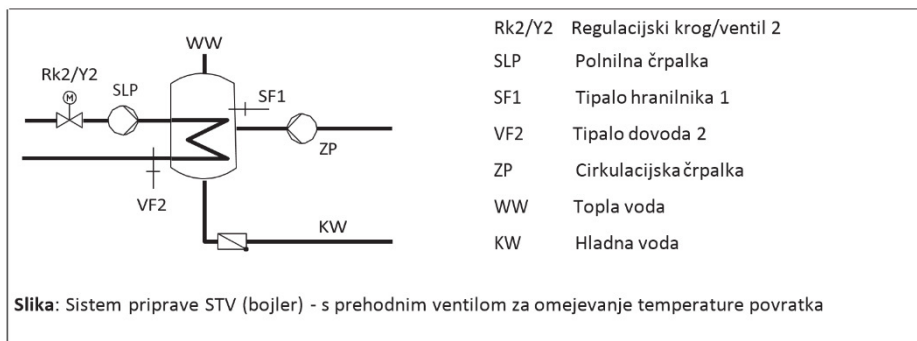 WW
Rk2/Y2
SLP
M
SF1
ZP
VF2
KW
Rk2/Y2 Regulacijski krog/ventil 2
SLP Polnilna črpalka
SF1 Tipalo hranilnika 1
VF2 Tipalo dovoda 2
ZP Cirkulacijska črpalka
WW Topla voda
KW Hladna voda
Slika: Sistem priprave STV (bojler) - s prehodnim ventilom za omejevanje temperature povratka